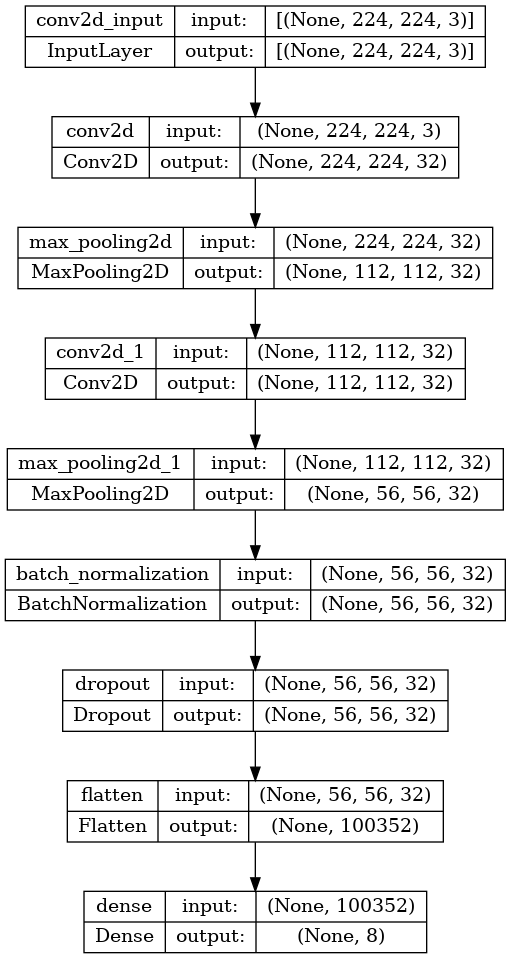 conv2d_input input: [(None, 224, 224, 3)]
InputLayer output: [(None, 224, 224, 3)]
conv2d input: (None, 224, 224, 3)
Conv2D output: (None, 224, 224, 32)
max_pooling2d input: (None, 224, 224, 32)
MaxPooling2D output: (None, 112, 112, 32)
conv2d_1 input: (None, 112, 112, 32)
Conv2D output: (None, 112, 112, 32)
max_pooling2d_1 input: (None, 112, 112, 32)
MaxPooling2D output: (None, 56, 56, 32)
batch_normalization input: (None, 56, 56, 32)
BatchNormalization output: (None, 56, 56, 32)
dropout input: (None, 56, 56, 32)
Dropout output: (None, 56, 56, 32)
flatten input: (None, 56, 56, 32)
Flatten output: (None, 100352)
dense input: (None, 100352)
Dense output: (None, 8)